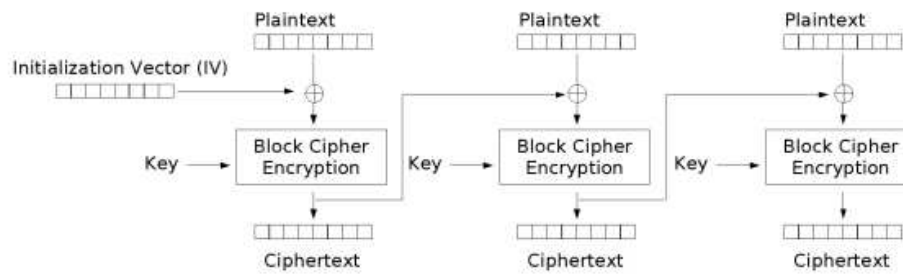 Plaintext
Plaintext
Plaintext
Initialization Vector (IV)
Key
Block Cipher
Encryption
Key
Block Cipher
Encryption
Key
Block Cipher
Encryption
Ciphertext
Ciphertext
Ciphertext